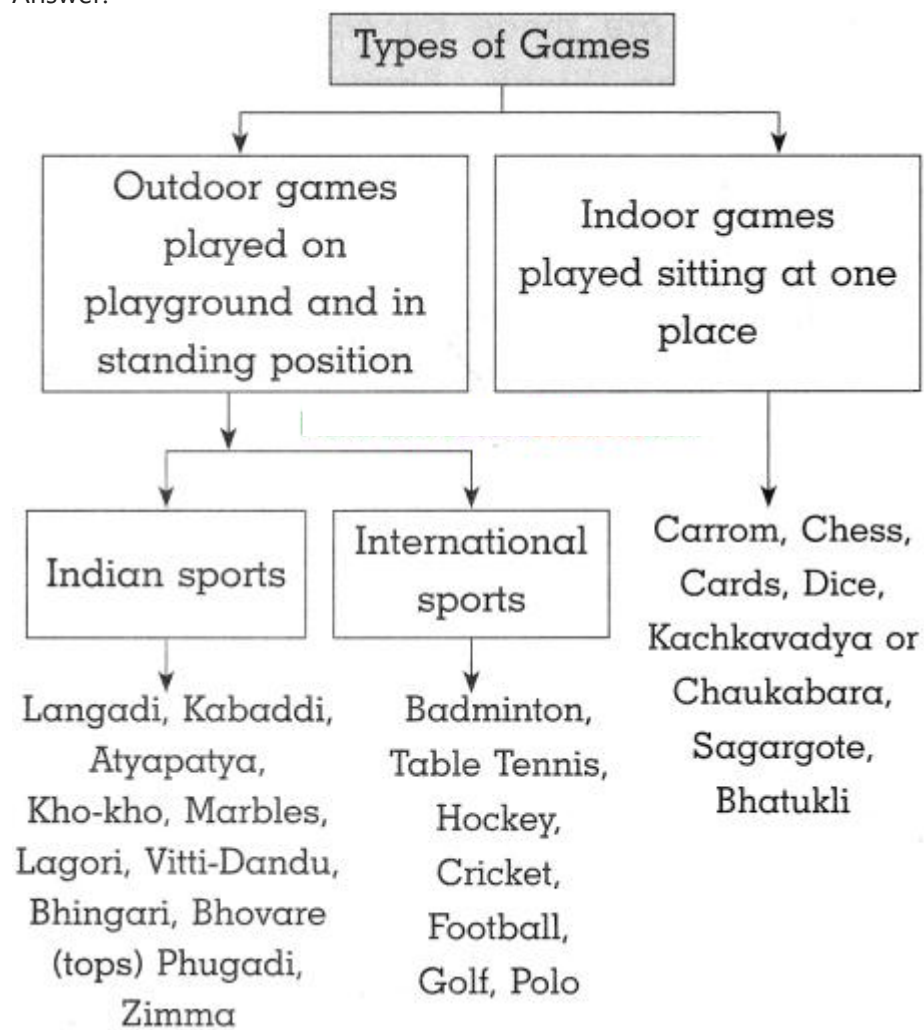 Answer:
Types of Games
Outdoor games
played on
playground and in
standing position
Indoor games
played sitting at one
place
Indian sports
International
sports
Langadi, Kabaddi,
Atyapatya,
Kho-kho, Marbles,
Lagori, Vitti-Dandu,
Bhingari, Bhovare
(tops) Phugadi,
Zimma
Badminton,
Table Tennis,
Hockey,
Cricket,
Football,
Golf, Polo
Carrom, Chess,
Cards, Dice,
Kachkavadya or
Chaukabara,
Sagargote,
Bhatukli